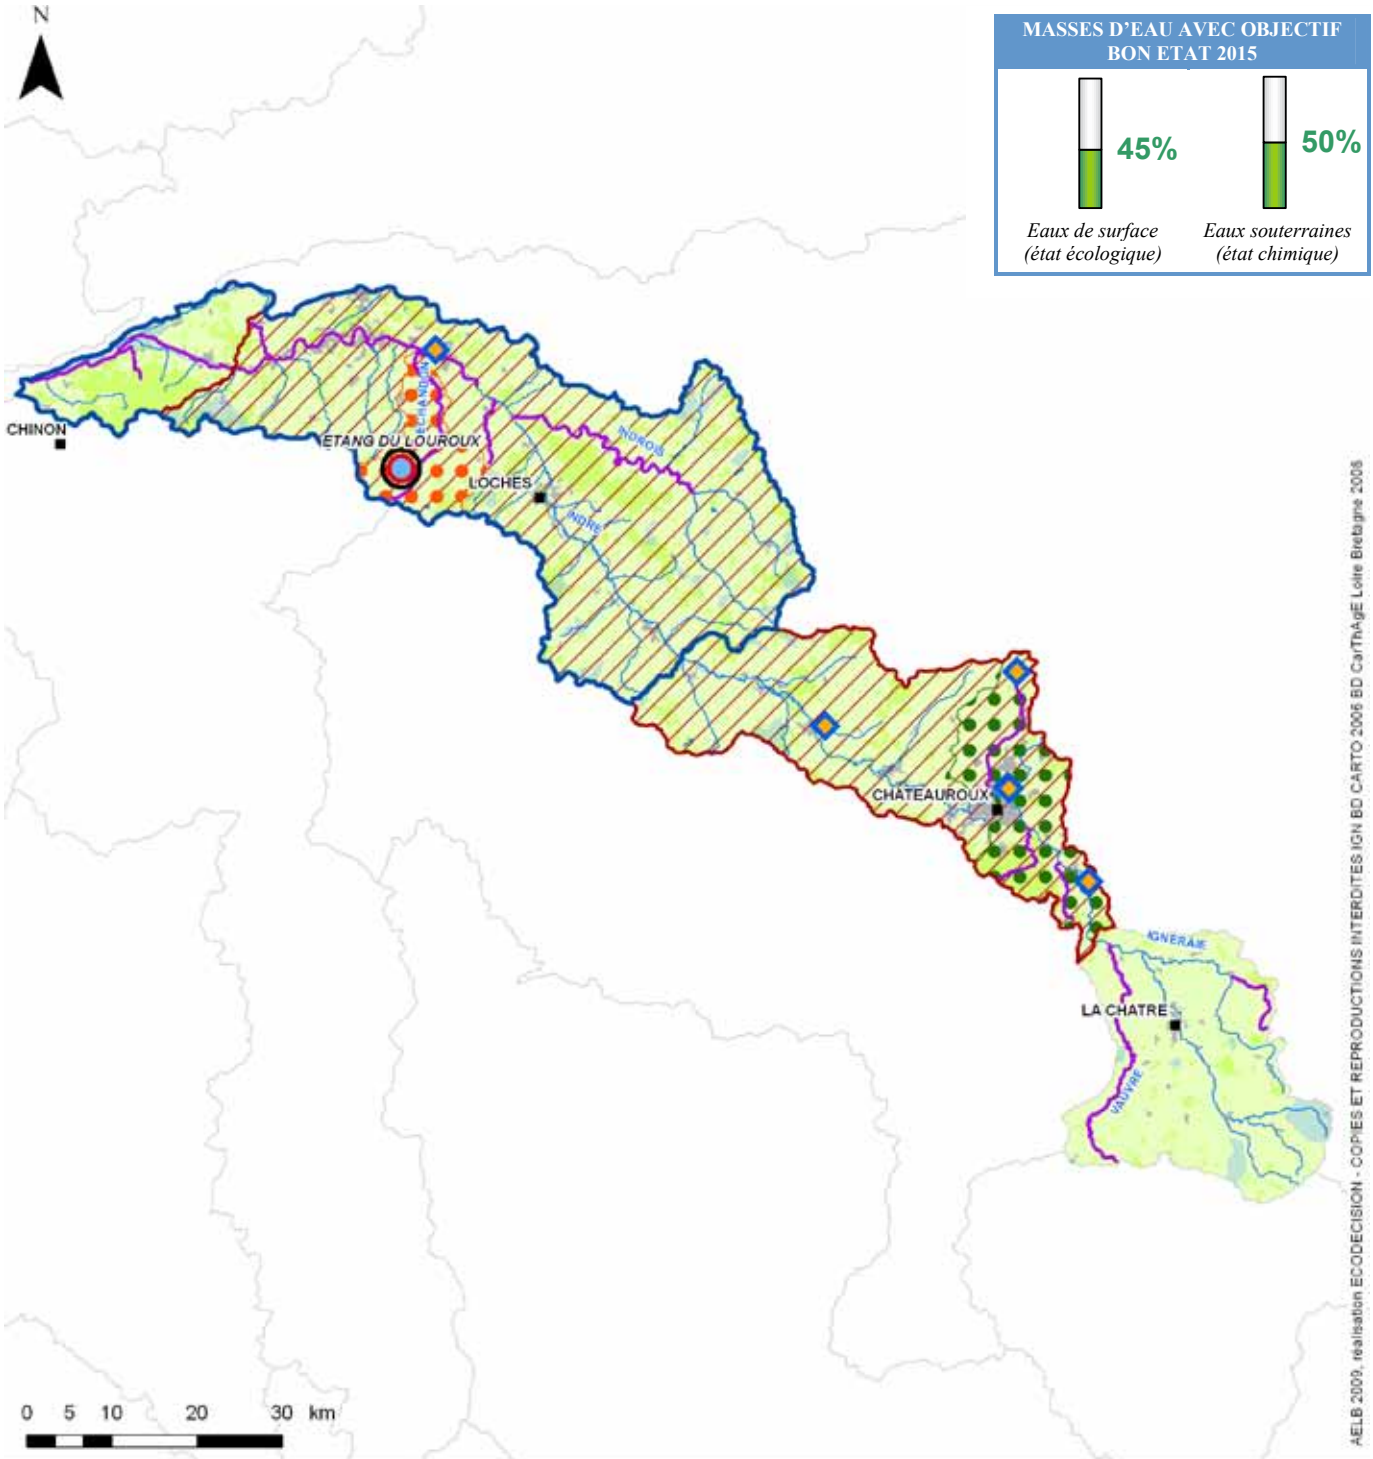 N
MASSES D'EAU AVEC OBJECTIF
BON ETAT 2015
45%
50%
Eaux de surface
(état écologique)
Eaux souterraines
(état chimique)
CHINON
ECHANDON
ETANG DU LOUROUX
INDROIS
LOCHES
INDRE
CHATEAUROUX
IGNERAIE
LA CHATRE
VAUVRE
0 5 10 20 30 km
AELB 2009, réalisation ECODECISION - COPIES ET REPRODUCTIONS INTERDITES IGN BD CARTO 2006 BD CarThAgE Loire Bretagne 2006